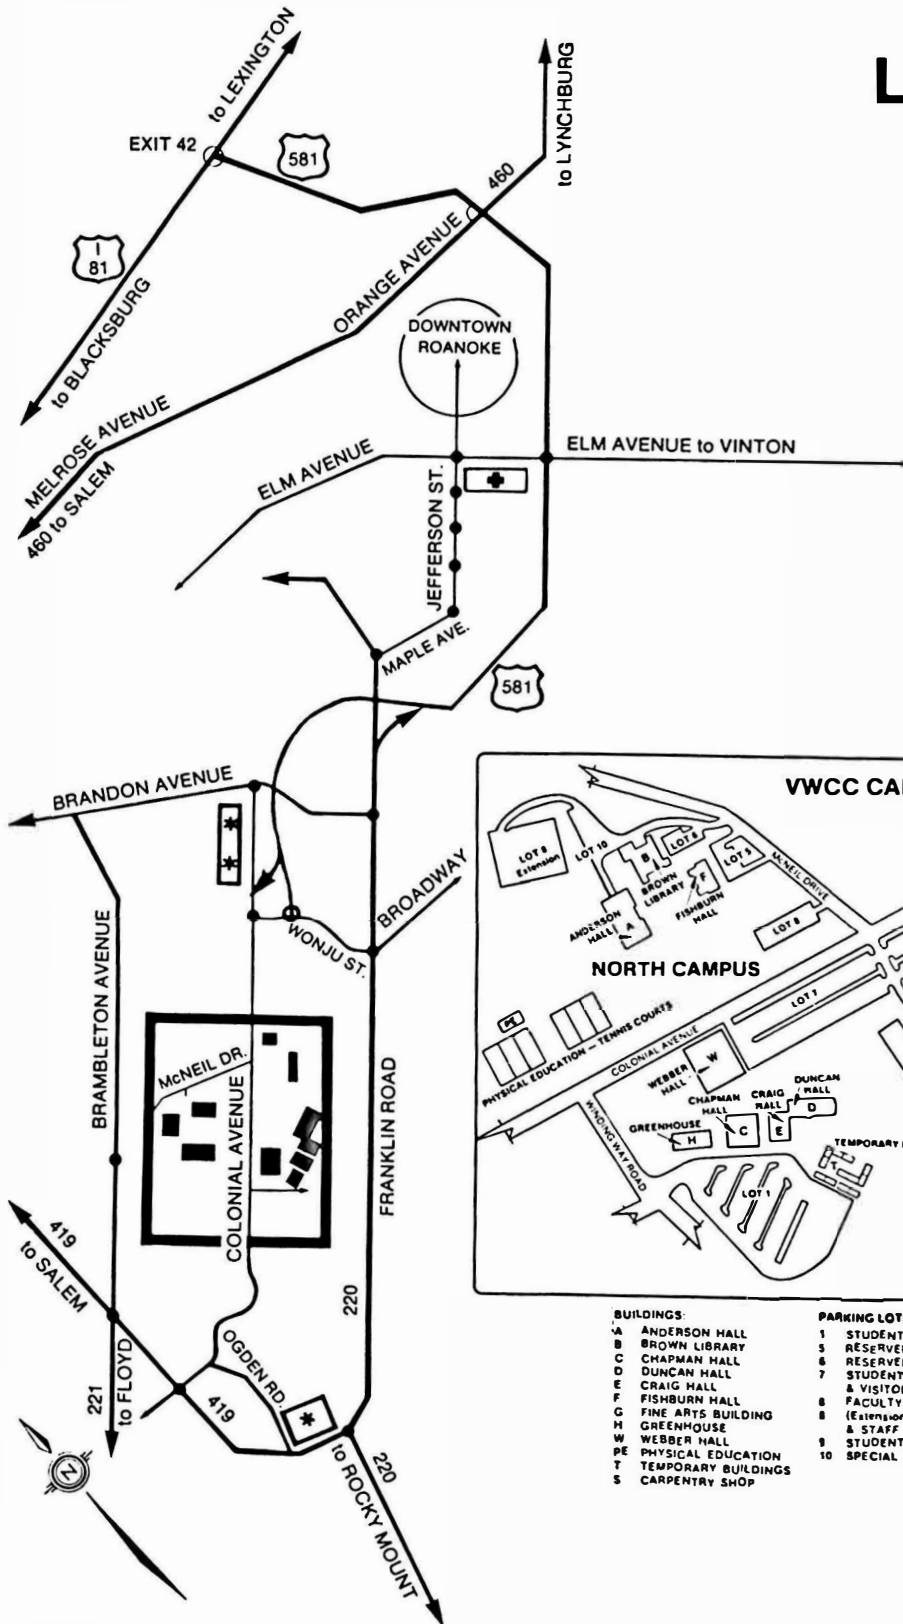 L
to LEXINGTON
to LYNCHBURG
EXIT 42
581
460
I
81
ORANGE AVENUE
to BLACKSBURG
DOWNTOWN
ROANOKE
MELROSE AVENUE
460 to SALEM
ELM AVENUE
ELM AVENUE to VINTON
JEFFERSON ST.
MAPLE AVE.
581
BRANDON AVENUE
BROADWAY
WONJU ST.
BRAMBLETON AVENUE
McNEIL DR.
COLONIAL AVENUE
FRANKLIN ROAD
419
to SALEM
220
221
to FLOYD
OGDEN RD.
419
220
to ROCKY MOUNT
N
VWCC CA
LOT 8
Extension
LOT 10
B
LOT 6
LOT 5
McNEIL DRIVE
BROWN
LIBRARY
F
FISHBURN
HALL
ANDERSON
HALL
A
LOT 8
NORTH CAMPUS
LOT 7
PE
PHYSICAL EDUCATION — TENNIS COURTS
COLONIAL AVENUE
WEBBER
HALL
W
DUNCAN
HALL
CRAIG
HALL
D
CHAPMAN
HALL
C
E
GREENHOUSE
H
WINDING WAY ROAD
TEMPORARY
T
T
LOT 1
BUILDINGS:
A ANDERSON HALL
B BROWN LIBRARY
C CHAPMAN HALL
D DUNCAN HALL
E CRAIG HALL
F FISHBURN HALL
G FINE ARTS BUILDING
H GREENHOUSE
W WEBBER HALL
PE PHYSICAL EDUCATION
T TEMPORARY BUILDINGS
S CARPENTRY SHOP
PARKING LOT
1 STUDENT
5 RESERVE
6 RESERVE
7 STUDENT
& VISITO
8 FACULTY
8 (Extension
& STAFF
9 STUDENT
10 SPECIAL